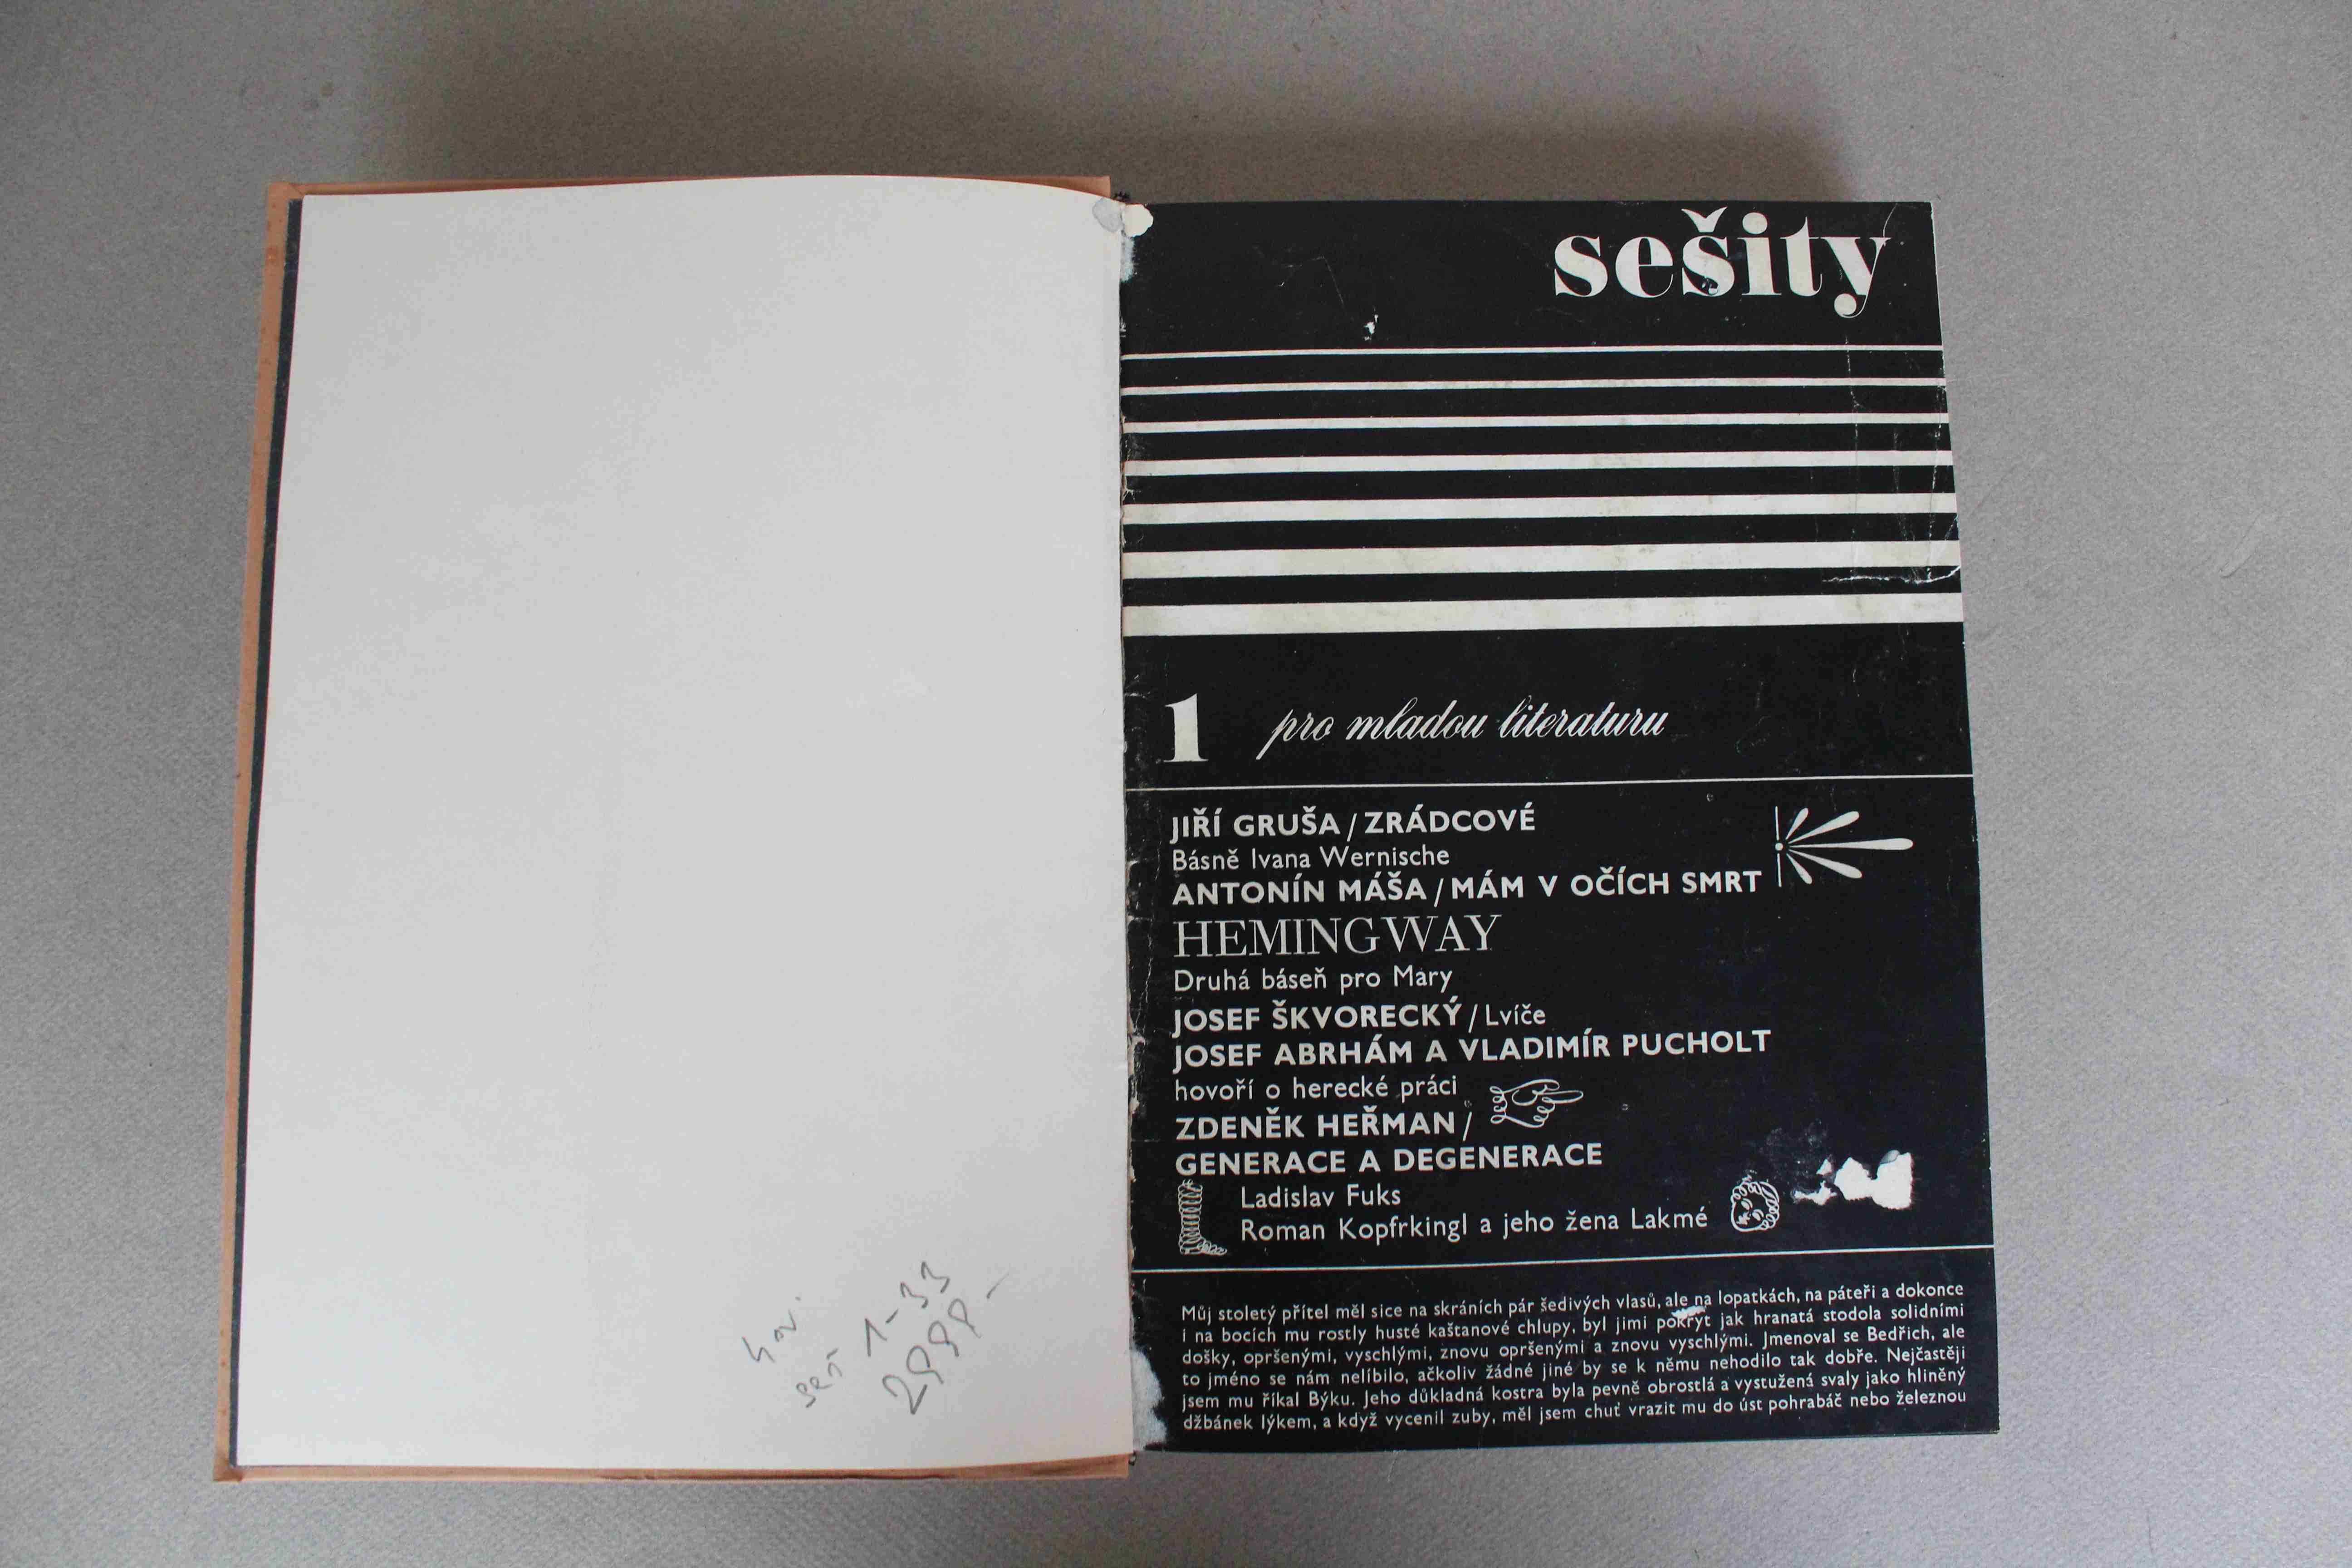 1-33
sešity
1 pro mladou literaturu
JIŘÍ GRUŠA / ZRÁDCOVÉ
Básně Ivana Wernische
ANTONÍN MÁŠA / MÁM V OČÍCH SMRT
HEMINGWAY
Druhá báseň pro Mary
JOSEF ŠKVORECKÝ / Lvíče
JOSEF ABRHÁM A VLADIMÍR PUCHOLT
hovoří o herecké práci
ZDENĚK HEŘMAN /
GENERACE A DEGENERACE
Ladislav Fuks
Roman Kopfrkingl a jeho žena Lakmé
Můj stoletý přítel měl sice na skráních pár šedivých vlasů, ale na lopatkách, na páteři a dokonce
i na bocích mu rostly husté kaštanové chlupy, byl jimi pokryt jak hranatá stodola solidními
došky, opršenými, vyschlými, znovu opršenými a znovu vyschlými. Jmenoval se Bedřich, ale
to jméno se nám nelíbilo, ačkoliv žádné jiné by se k němu nehodilo tak dobře. Nejčastěji
jsem mu říkal Býku. Jeho důkladná kostra byla pevně obrostlá a vystužená svaly jako hliněný
džbánek lýkem, a když vycenil zuby, měl jsem chuť vrazit mu do úst pohrabáč nebo železnou